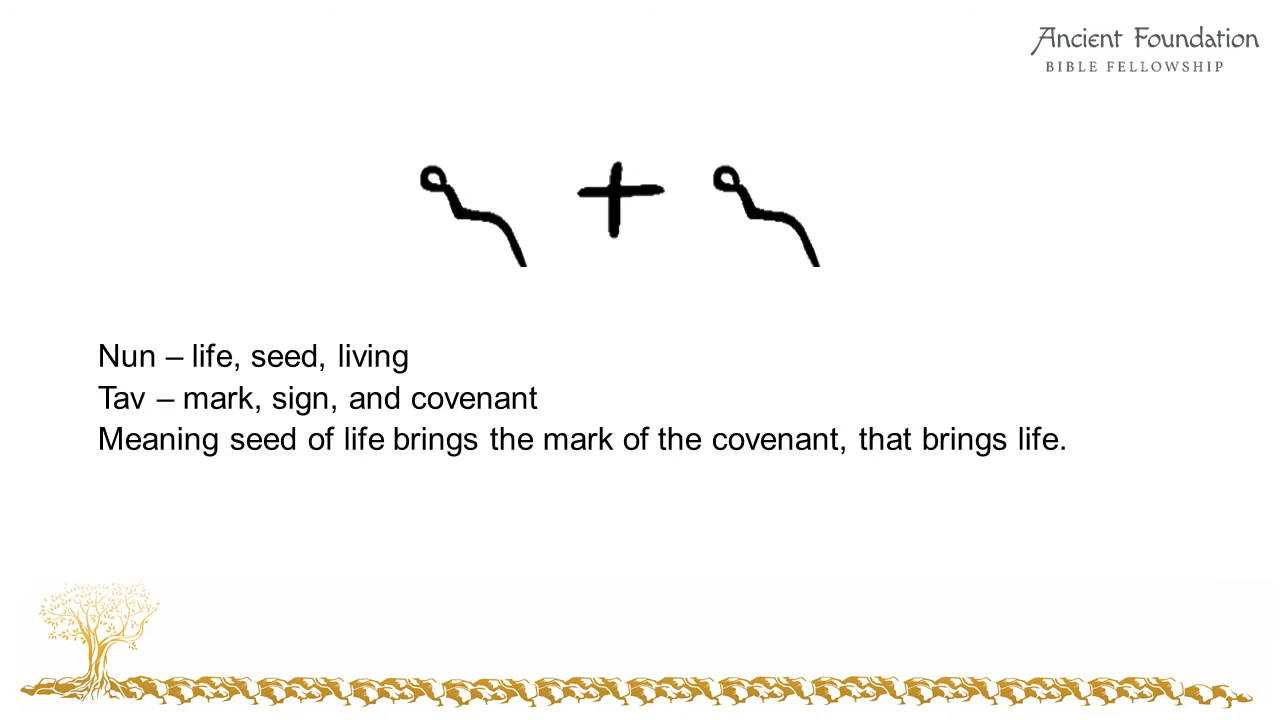 Ancient Foundation
BIBLE FELLOWSHIP
𐤍 𐤕 𐤍
Nun – life, seed, living
Tav – mark, sign, and covenant
Meaning seed of life brings the mark of the covenant, that brings life.